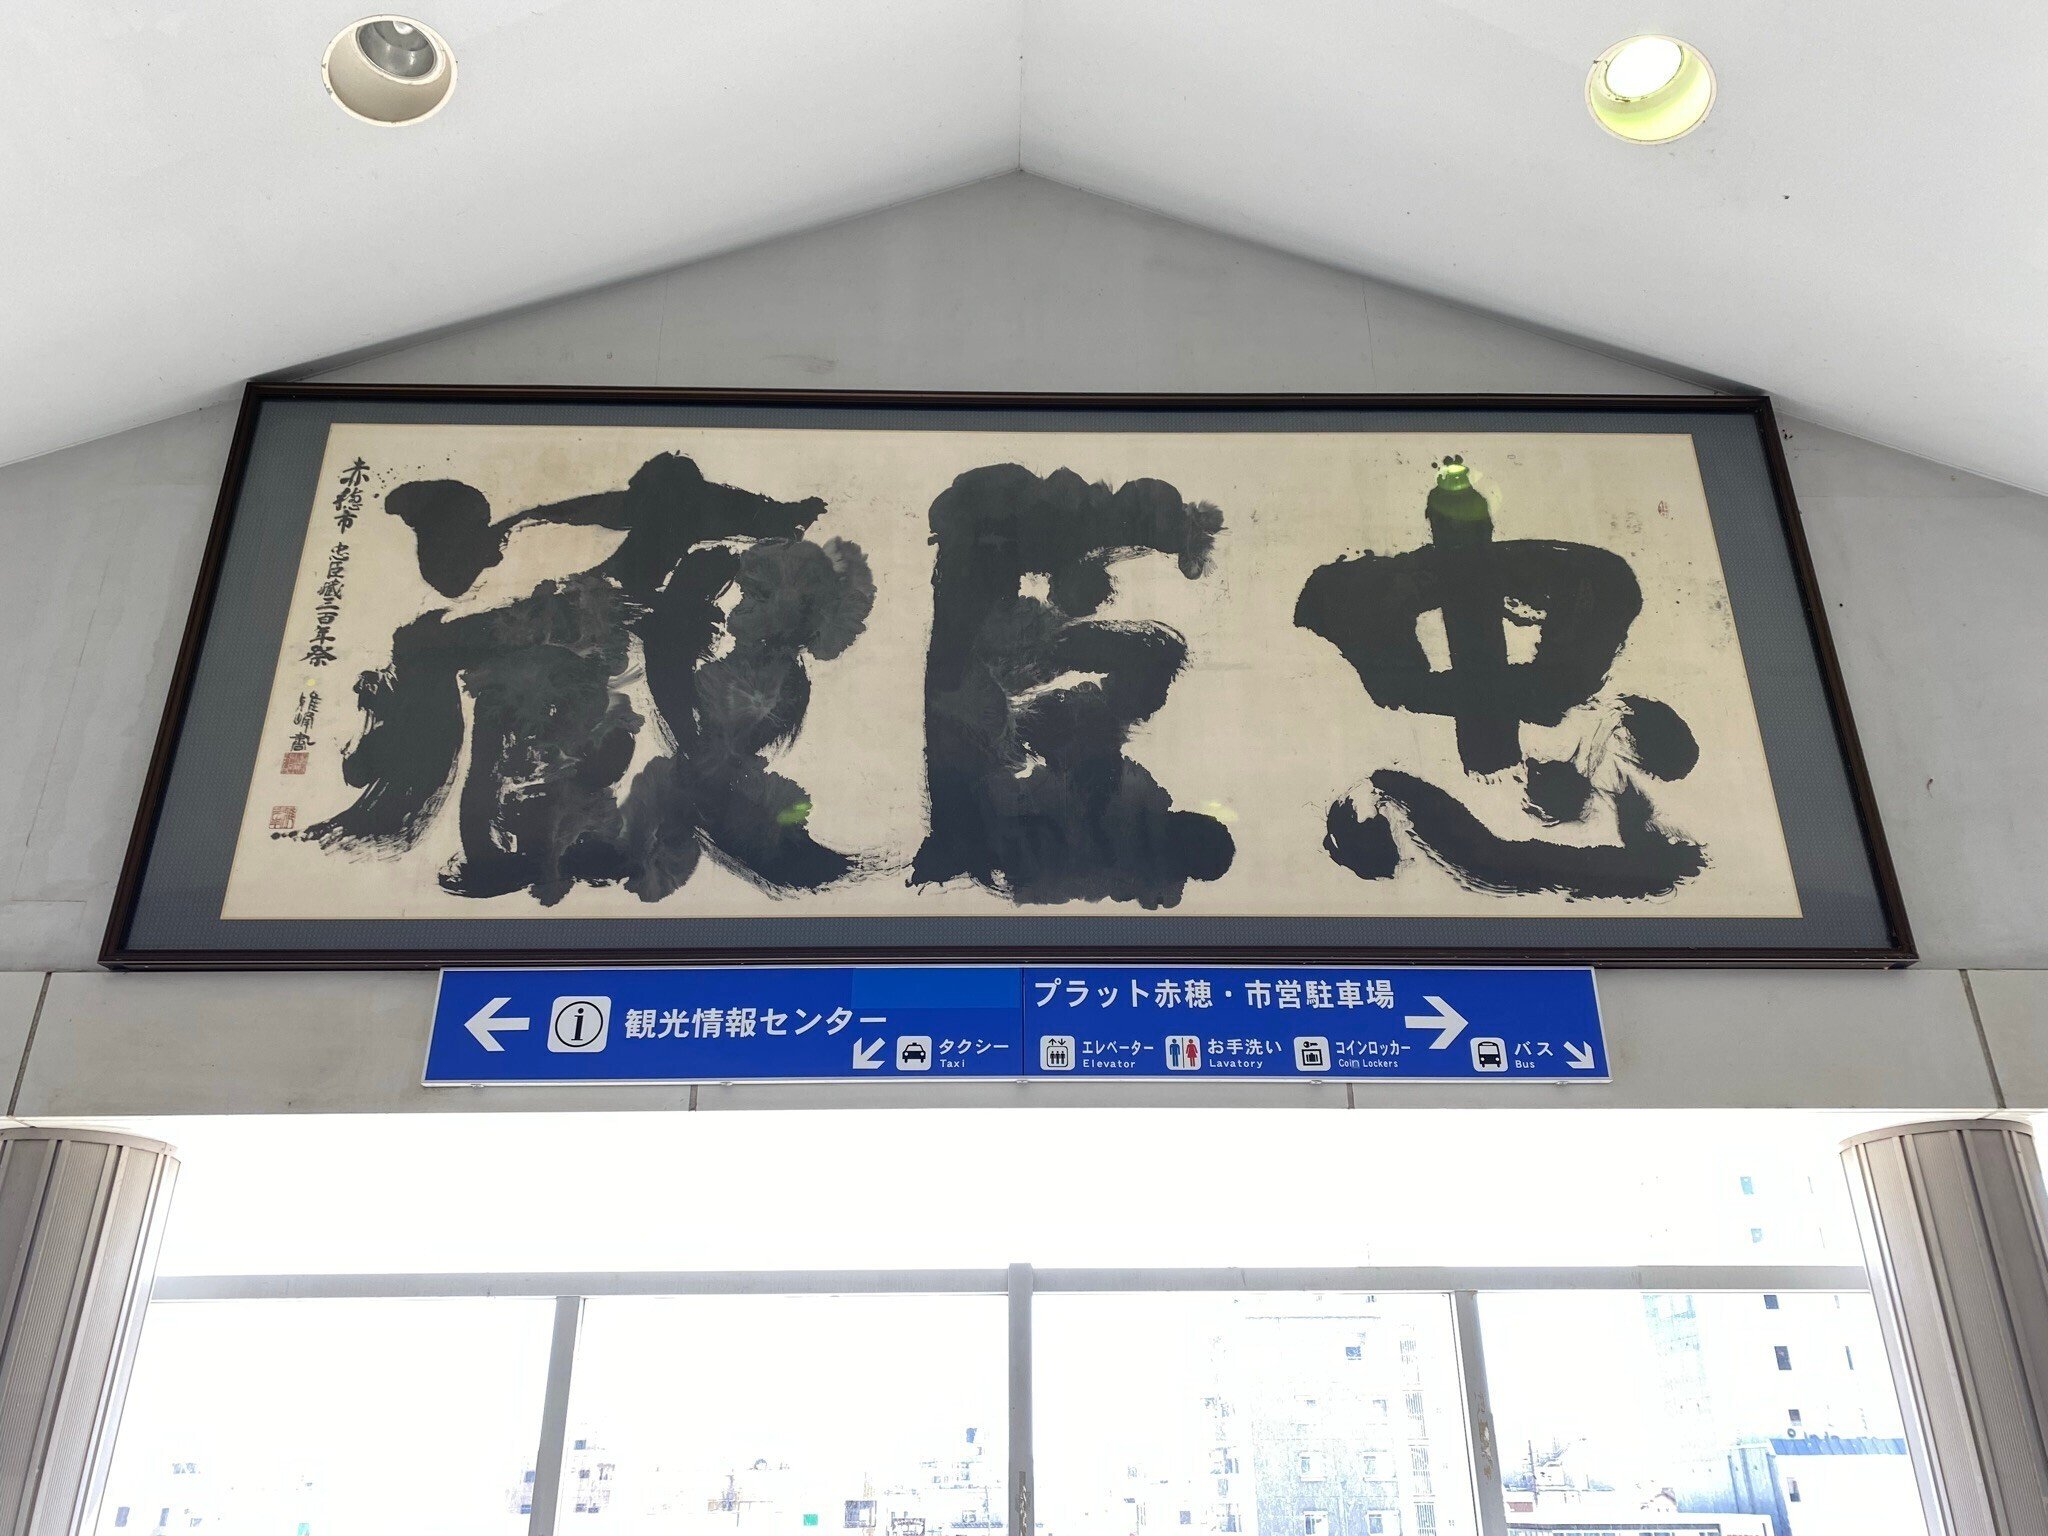 忠臣蔵
赤穂市 忠臣蔵三百年祭
雄峰書
観光情報センター
タクシー
Taxi
プラット赤穂・市営駐車場
エレベーター
Elevator
お手洗い
Lavatory
コインロッカー
Coin Lockers
バス
Bus